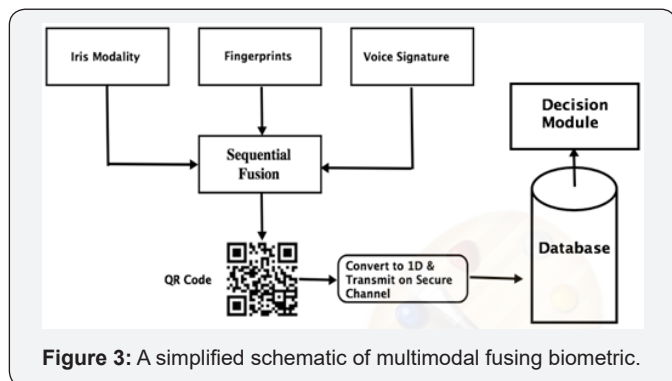 Iris Modality
Fingerprints
Voice Signature
Decision
Module
Sequential
Fusion
Database
QR Code
Convert to 1D &
Transmit on Secure
Channel
Figure 3: A simplified schematic of multimodal fusing biometric.